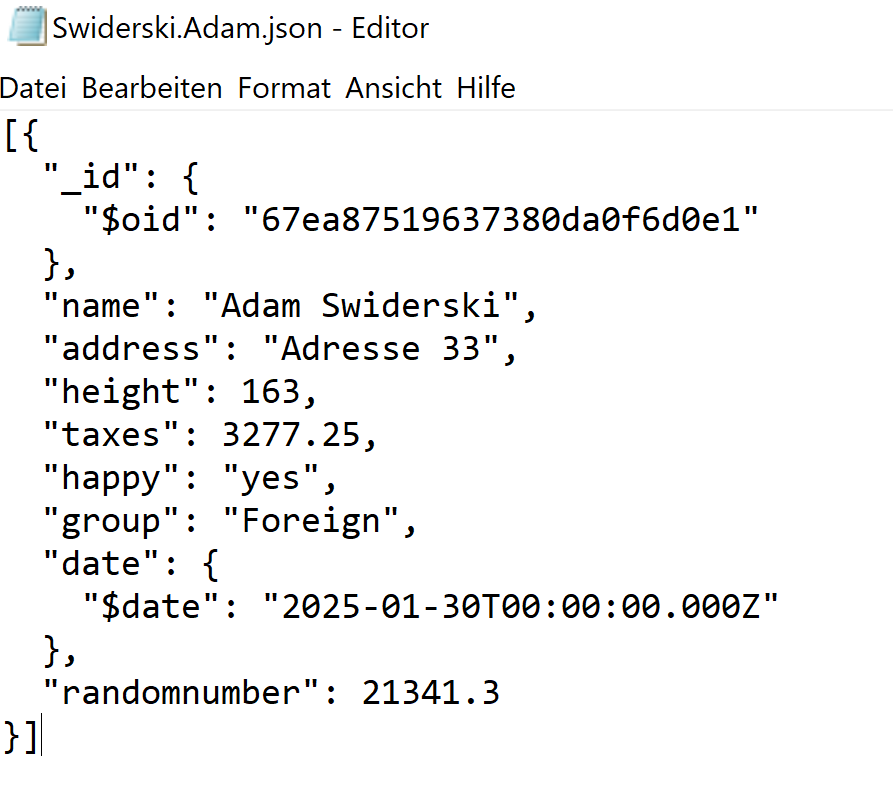 Swiderski.Adam.json - Editor
Datei Bearbeiten Format Ansicht Hilfe
[{
  "_id": {
    "$oid": "67ea87519637380da0f6d0e1"
  },
  "name": "Adam Swiderski",
  "address": "Adresse 33",
  "height": 163,
  "taxes": 3277.25,
  "happy": "yes",
  "group": "Foreign",
  "date": {
    "$date": "2025-01-30T00:00:00.000Z"
  },
  "randomnumber": 21341.3
}]